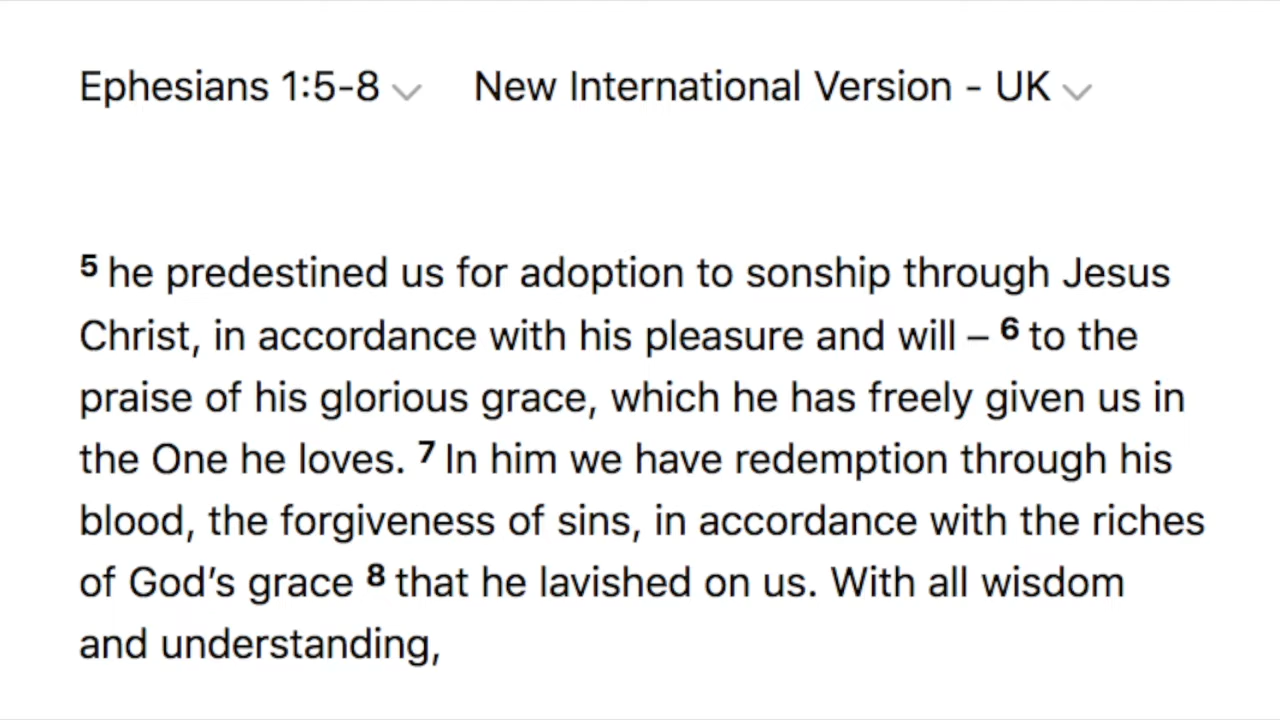 Ephesians 1:5-8 New International Version - UK
5 he predestined us for adoption to sonship through Jesus
Christ, in accordance with his pleasure and will – 6 to the
praise of his glorious grace, which he has freely given us in
the One he loves. 7 In him we have redemption through his
blood, the forgiveness of sins, in accordance with the riches
of God’s grace 8 that he lavished on us. With all wisdom
and understanding,